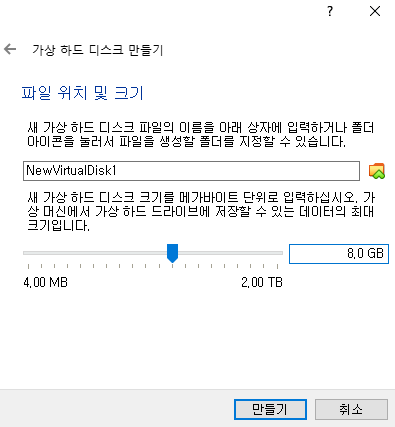 ?
가상 하드 디스크 만들기
파일 위치 및 크기
새 가상 하드 디스크 파일의 이름을 아래 상자에 입력하거나 폴더
아이콘을 눌러서 파일을 생성할 폴더를 지정할 수 있습니다.
NewVirtualDisk1
새 가상 하드 디스크 크기를 메가바이트 단위로 입력하십시오. 가
상 머신에서 가상 하드 드라이브에 저장할 수 있는 데이터의 최대
크기입니다.
8,0 GB
4,00 MB 2,00 TB
만들기 취소